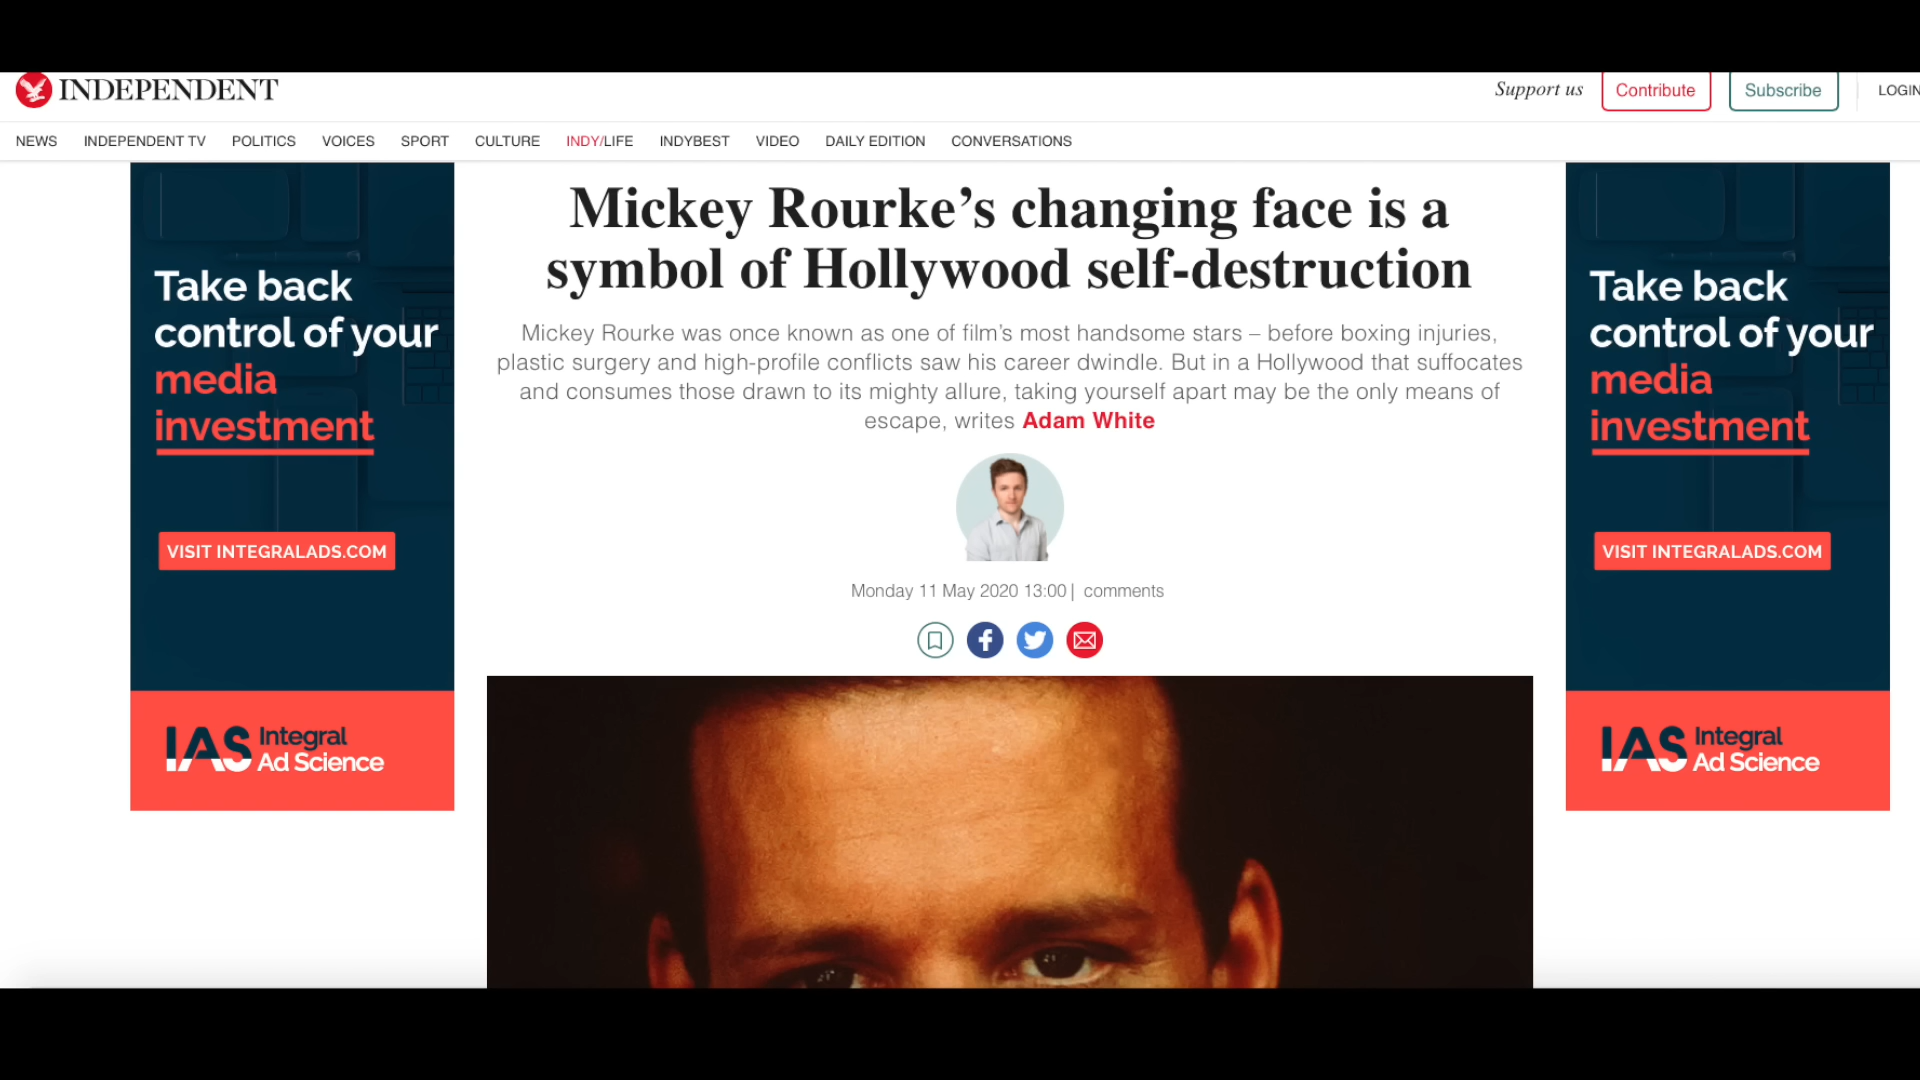 INDEPENDENT
Support us
Contribute
Subscribe
LOGIN
NEWS INDEPENDENT TV POLITICS VOICES SPORT CULTURE INDY/LIFE INDYBEST VIDEO DAILY EDITION CONVERSATIONS
Mickey Rourke’s changing face is a
symbol of Hollywood self-destruction
Mickey Rourke was once known as one of film’s most handsome stars – before boxing injuries,
plastic surgery and high-profile conflicts saw his career dwindle. But in a Hollywood that suffocates
and consumes those drawn to its mighty allure, taking yourself apart may be the only means of
escape, writes Adam White
Monday 11 May 2020 13:00 | comments
Take back
control of your
media
investment
VISIT INTEGRALADS.COM
IAS Integral
Ad Science
Take back
control of your
media
investment
VISIT INTEGRALADS.COM
IAS Integral
Ad Science